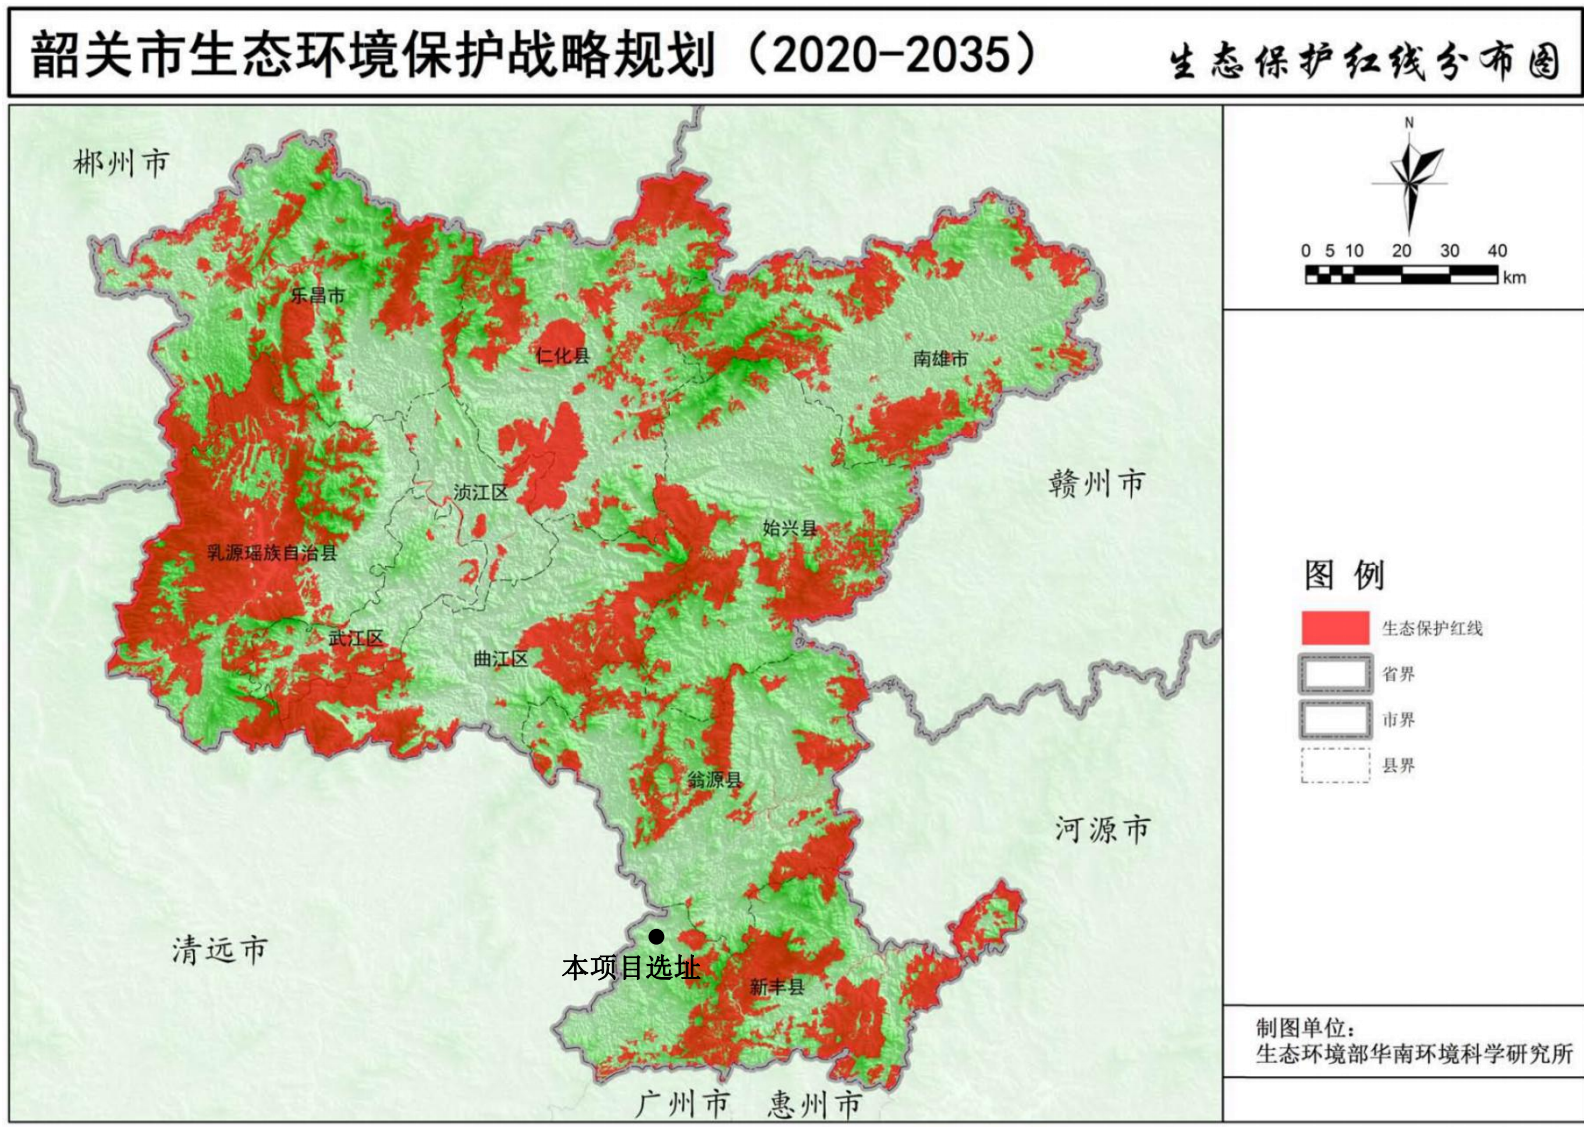 韶关市生态环境保护战略规划（2020-2035）
生态保护红线分布图
郴州市
N
0 5 10 20 30 40
km
乐昌市
仁化县
南雄市
赣州市
浈江区
始兴县
乳源瑶族自治县
武江区
曲江区
图 例
生态保护红线
省界
市界
县界
翁源县
河源市
清远市
本项目选址
新丰县
制图单位：
生态环境部华南环境科学研究所
广州市
惠州市